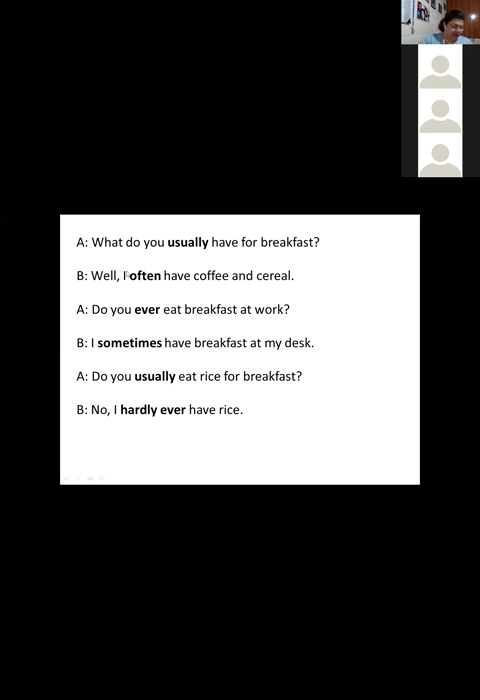 A: What do you usually have for breakfast?
B: Well, I often have coffee and cereal.
A: Do you ever eat breakfast at work?
B: I sometimes have breakfast at my desk.
A: Do you usually eat rice for breakfast?
B: No, I hardly ever have rice.